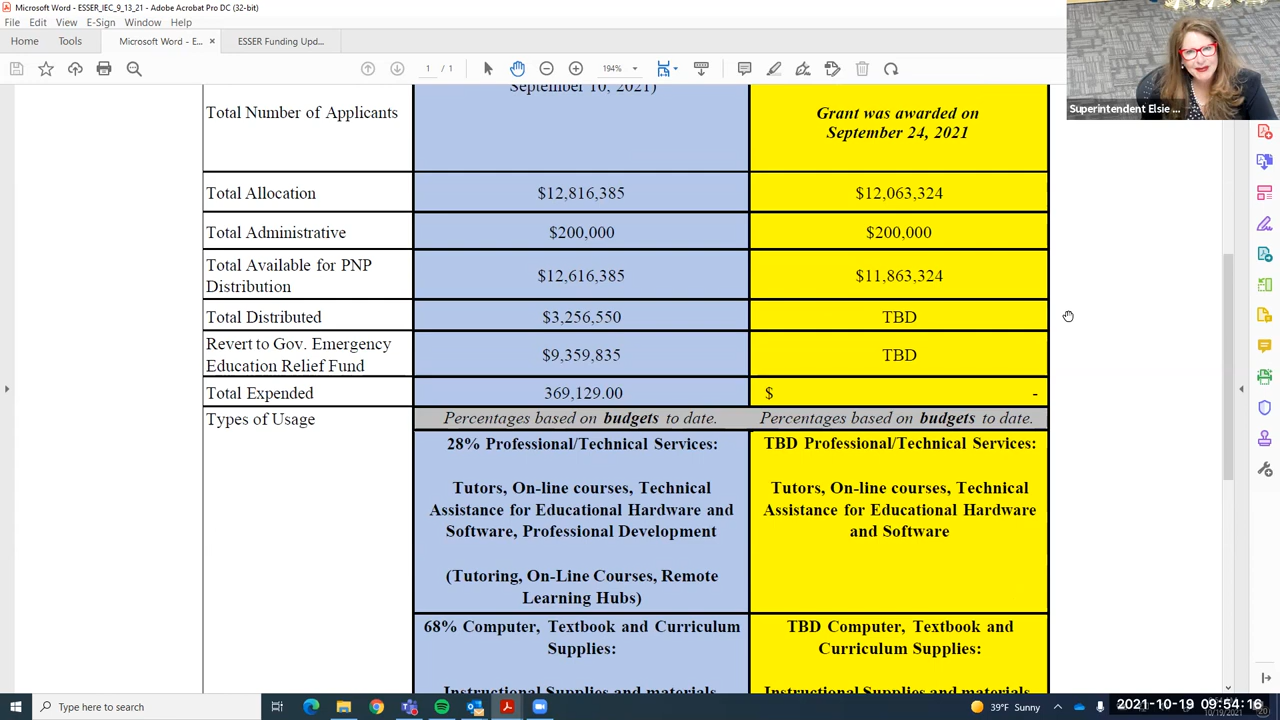 Microsoft Word - ESSER_IEC_9_13_21 - Adobe Acrobat Pro DC (32-bit)
File Edit View E-Sign Window Help
Home Tools Microsoft Word - E... × ESSER Funding Upd...
1 / 1 194%
Superintendent Elsie ...
September 10, 2021)
Total Number of Applicants
Grant was awarded on
September 24, 2021
Total Allocation $12,816,385 $12,063,324
Total Administrative $200,000 $200,000
Total Available for PNP
Distribution
$12,616,385 $11,863,324
Total Distributed $3,256,550 TBD
Revert to Gov. Emergency
Education Relief Fund
$9,359,835 TBD
Total Expended 369,129.00 $ -
Types of Usage Percentages based on budgets to date. Percentages based on budgets to date.
28% Professional/Technical Services:
Tutors, On-line courses, Technical
Assistance for Educational Hardware and
Software, Professional Development
(Tutoring, On-Line Courses, Remote
Learning Hubs)
TBD Professional/Technical Services:
Tutors, On-line courses, Technical
Assistance for Educational Hardware
and Software
68% Computer, Textbook and Curriculum
Supplies:
Instructional Supplies and materials
TBD Computer, Textbook and
Curriculum Supplies:
Instructional Supplies and materials
Type here to search
39°F Sunny
2021-10-19 09:54:16